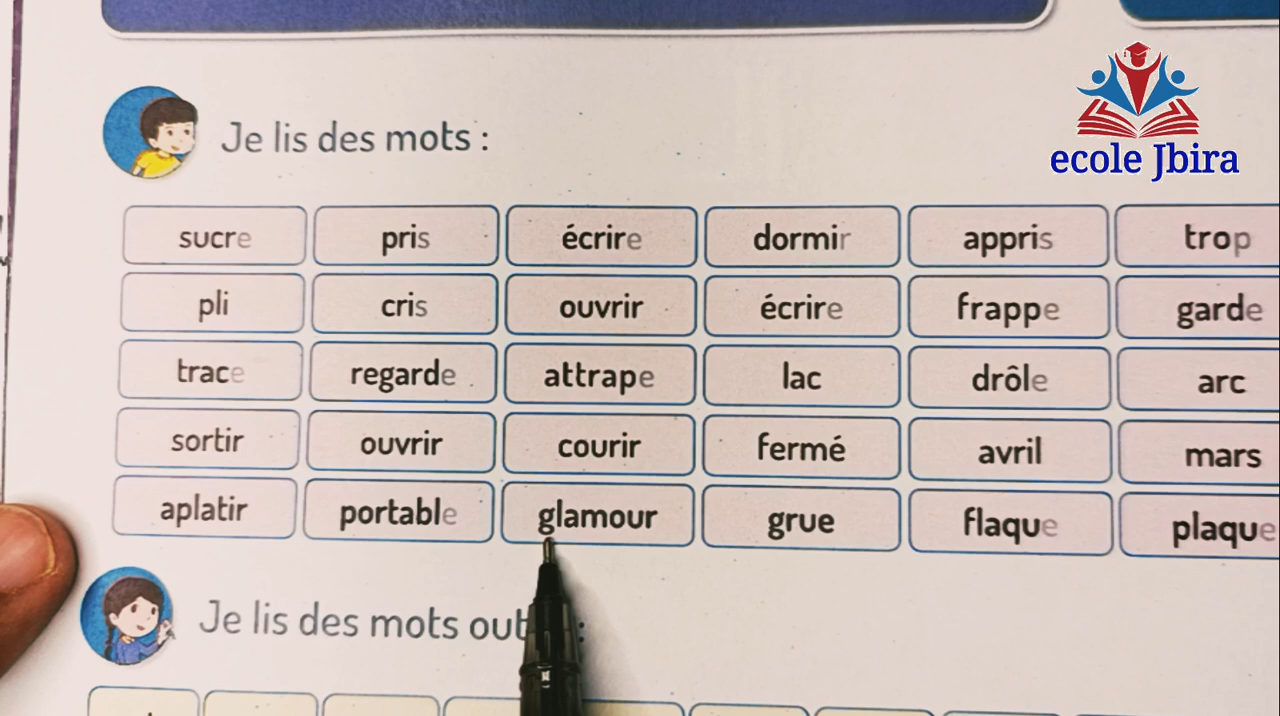 ecole Jbira
Je lis des mots :
sucre pris écrire dormir appris trop
pli cris ouvrir écrire frappe garde
trace regarde attrape lac drôle arc
sortir ouvrir courir fermé avril mars
aplatir portable glamour grue flaque plaque
Je lis des mots :